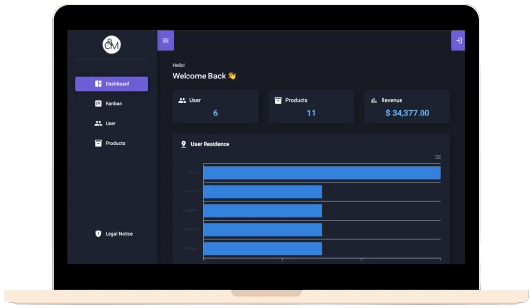 CM
Dashboard
Kanban
User
Products
Legal Notice
Hello!
Welcome Back 👋
User
6
Products
11
Revenue
$ 34,377.00
User Residence